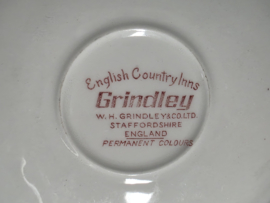 English Country Inns
Grindley
W. H. GRINDLEY & CO. LTD.
STAFFORDSHIRE
ENGLAND
PERMANENT COLOURS